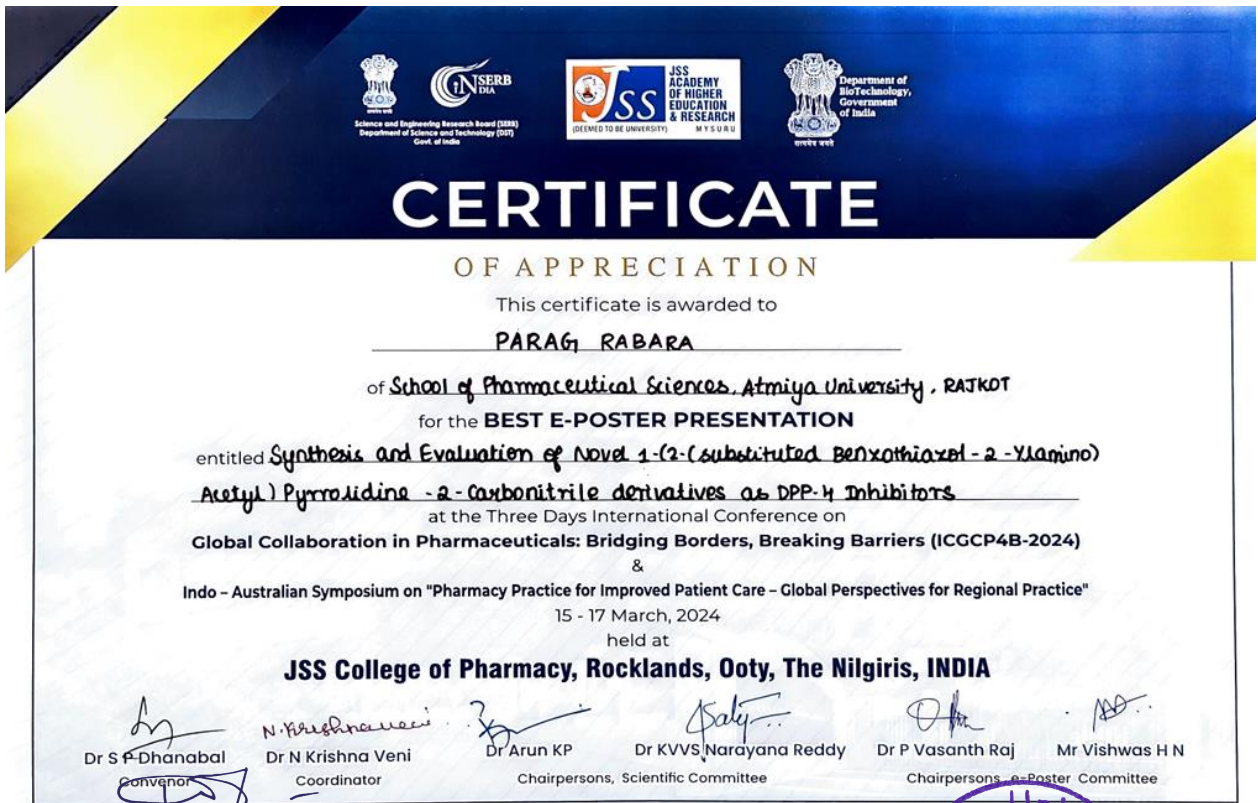 NSERB
iNDIA
Science and Engineering Research Board (SERB)
Department of Science and Technology (DST)
Govt. of India
JSS
JSS
ACADEMY
OF HIGHER
EDUCATION
& RESEARCH
(DEEMED TO BE UNIVERSITY) MYSURU
सत्यमेव जयते
Department of
BioTechnology,
Government
of India
CERTIFICATE
OF APPRECIATION
This certificate is awarded to
PARAG RABARA
of School of Pharmaceutical Sciences, Atmiya University, RAJKOT
for the BEST E-POSTER PRESENTATION
entitled Synthesis and Evaluation of Novel 1-(2-(substituted Benzothiazol-2-Ylamino)
Acetyl) Pyrrolidine -2-Carbonitrile derivatives as DPP-4 Inhibitors
at the Three Days International Conference on
Global Collaboration in Pharmaceuticals: Bridging Borders, Breaking Barriers (ICGCP4B-2024)
&
Indo – Australian Symposium on "Pharmacy Practice for Improved Patient Care – Global Perspectives for Regional Practice"
15 - 17 March, 2024
held at
JSS College of Pharmacy, Rocklands, Ooty, The Nilgiris, INDIA
N. Krishnaveni
Dr S P Dhanabal Dr N Krishna Veni Dr Arun KP Dr KVVS Narayana Reddy Dr P Vasanth Raj Mr Vishwas H N
Convenor Coordinator Chairpersons, Scientific Committee Chairpersons, e-Poster Committee